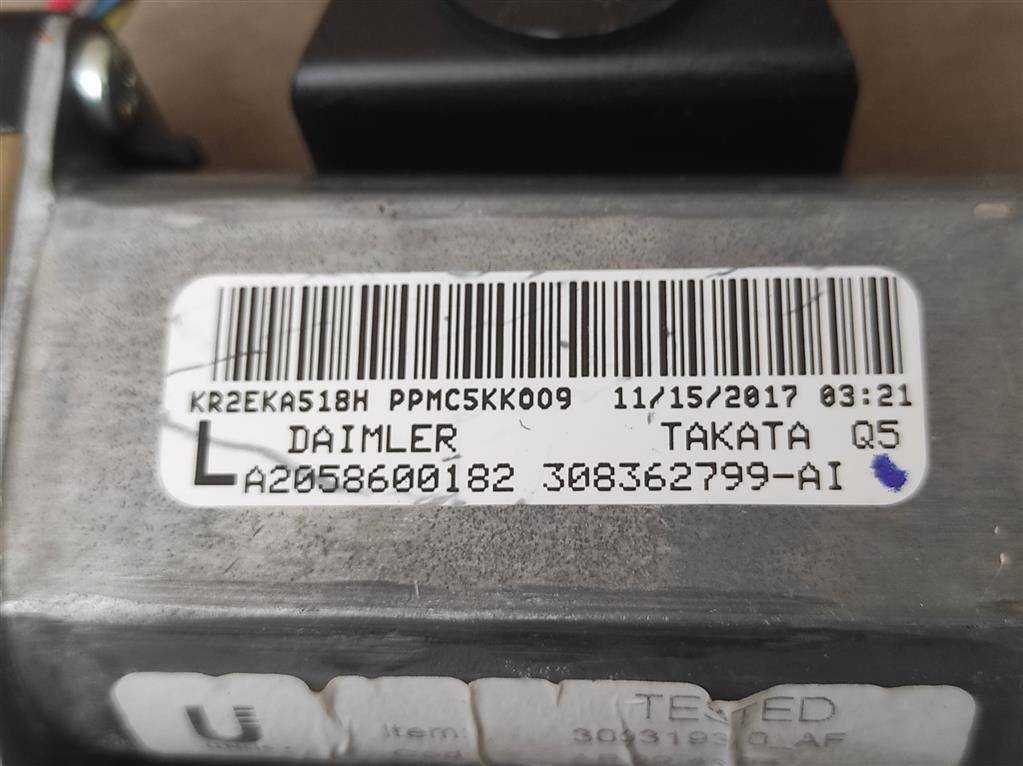 KR2EKA518H PPMC5KK009 11/15/2017 03:21
L DAIMLER TAKATA Q5
A2058600182 308362799-AI
TESTED
Item: